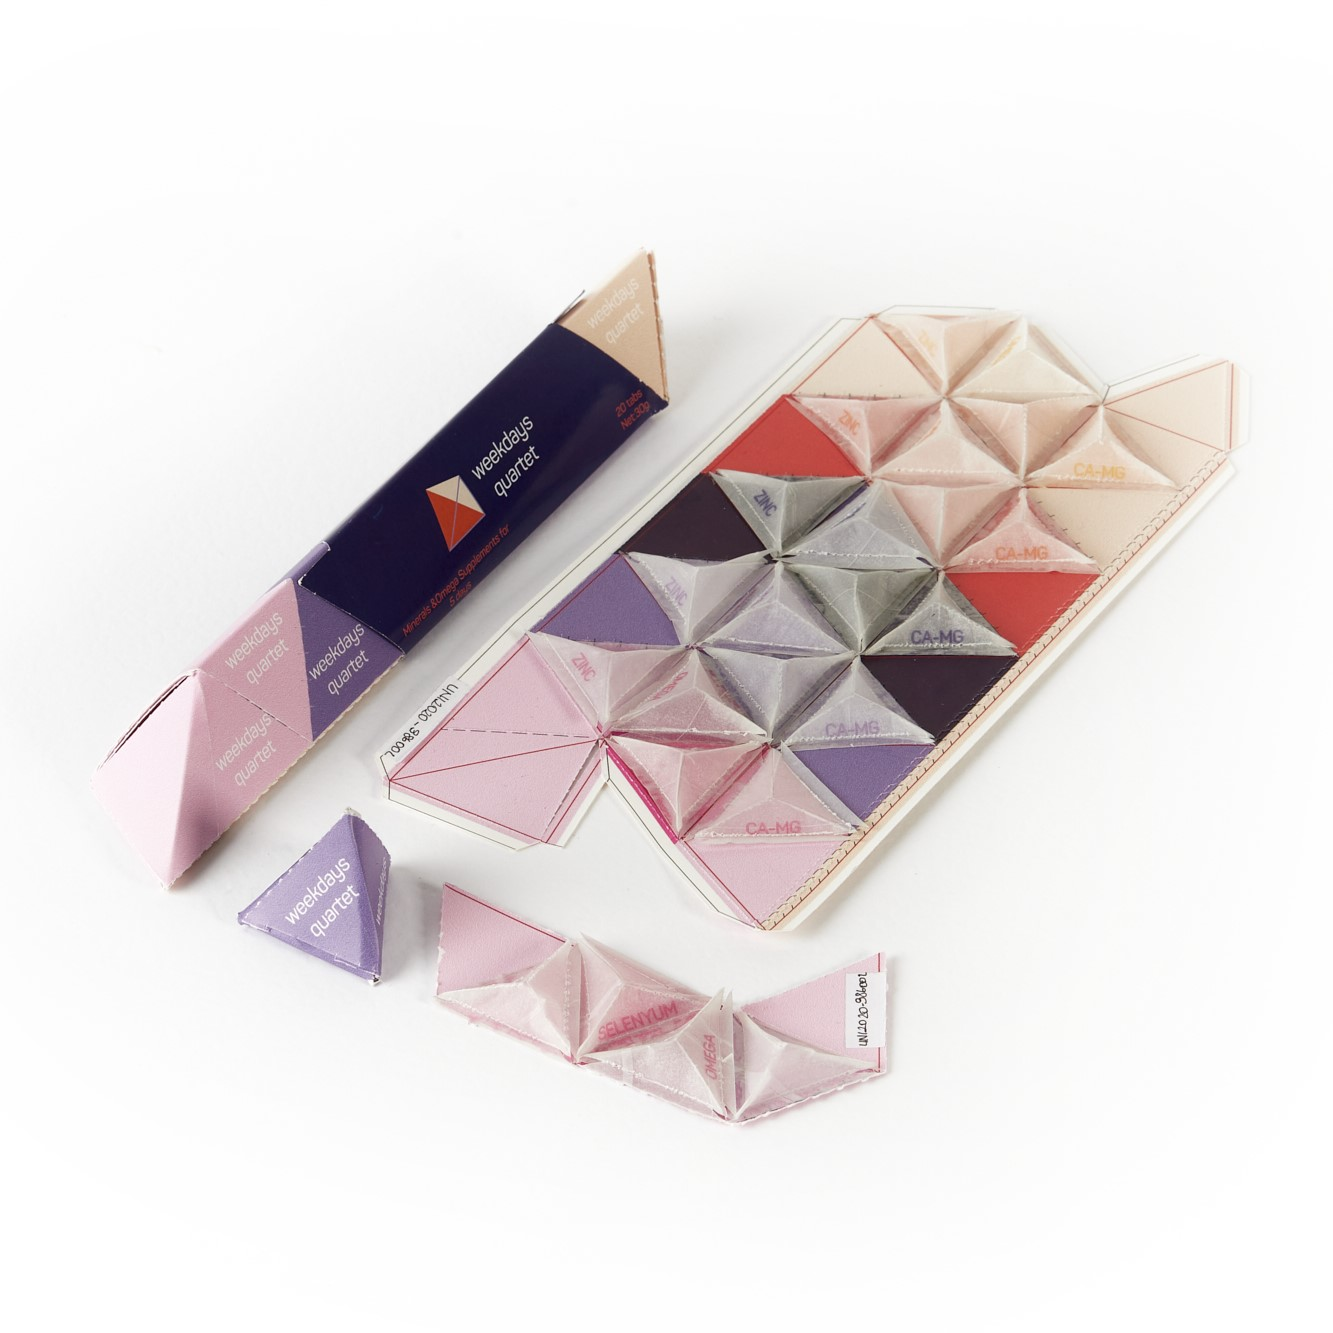 weekdays
quartet
20 tabs
Net:30g
weekdays
quartet
Minerals &Omega Supplements for
5 days
weekdays
quartet
weekdays
quartet
weekdays
quartet
weekdays
quartet
ZINC
ZINC
CA-MG
ZINC
CA-MG
ZINC
CA-MG
ZINC
CA-MG
CA-MG
SELENYUM
OMEGA